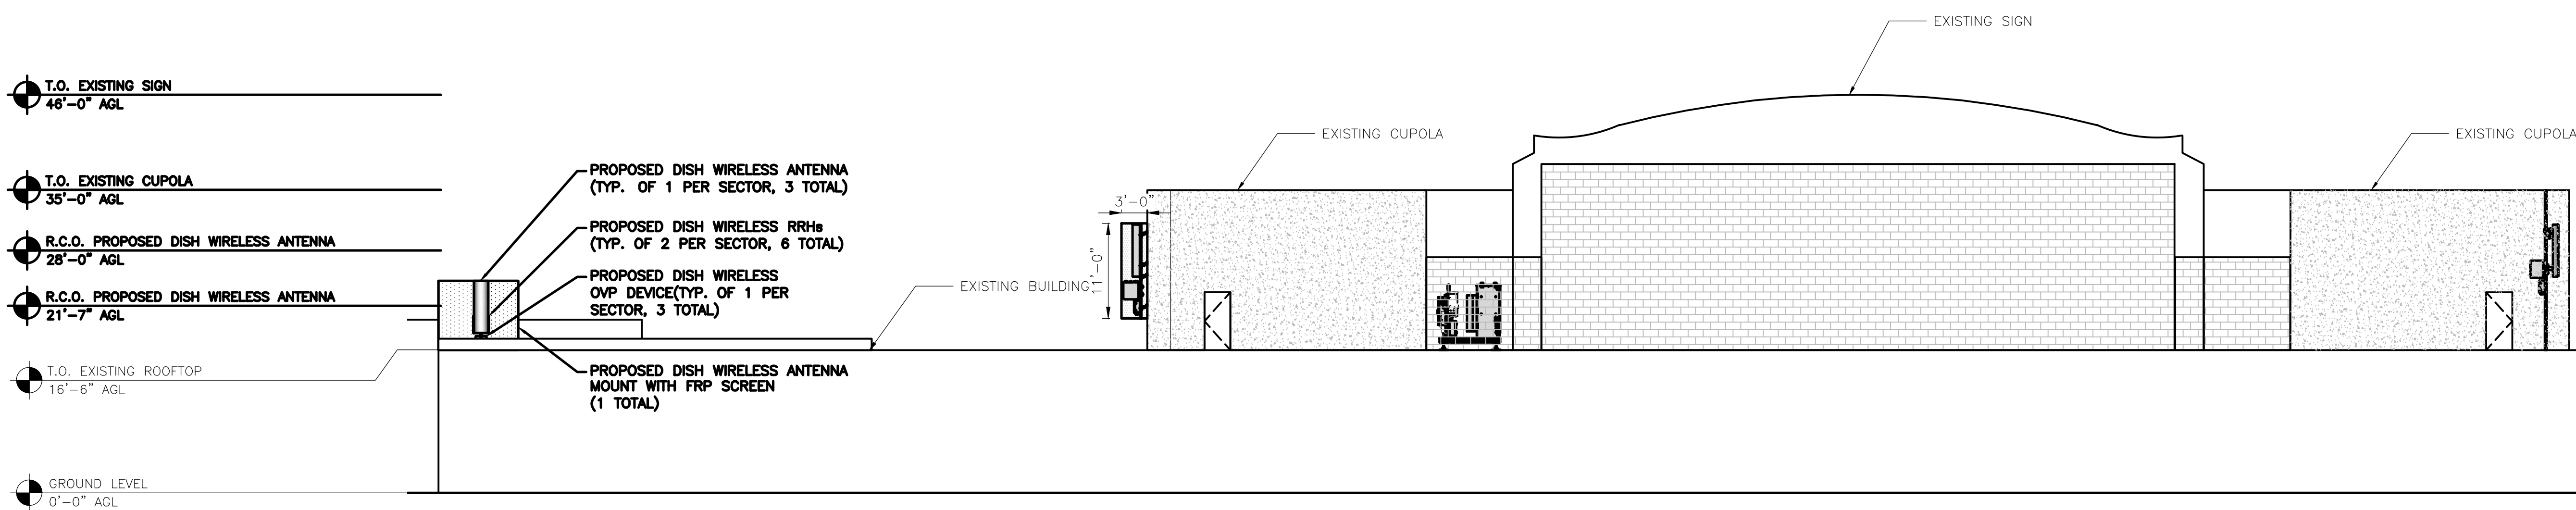 EXISTING SIGN
T.O. EXISTING SIGN
46'-0" AGL
EXISTING CUPOLA
EXISTING CUPOLA
PROPOSED DISH WIRELESS ANTENNA
(TYP. OF 1 PER SECTOR, 3 TOTAL)
T.O. EXISTING CUPOLA
35'-0" AGL
3'-0"
PROPOSED DISH WIRELESS RRHs
(TYP. OF 2 PER SECTOR, 6 TOTAL)
R.C.O. PROPOSED DISH WIRELESS ANTENNA
28'-0" AGL
11'-0"
PROPOSED DISH WIRELESS
OVP DEVICE(TYP. OF 1 PER
SECTOR, 3 TOTAL)
EXISTING BUILDING
R.C.O. PROPOSED DISH WIRELESS ANTENNA
21'-7" AGL
T.O. EXISTING ROOFTOP
16'-6" AGL
PROPOSED DISH WIRELESS ANTENNA
MOUNT WITH FRP SCREEN
(1 TOTAL)
GROUND LEVEL
0'-0" AGL